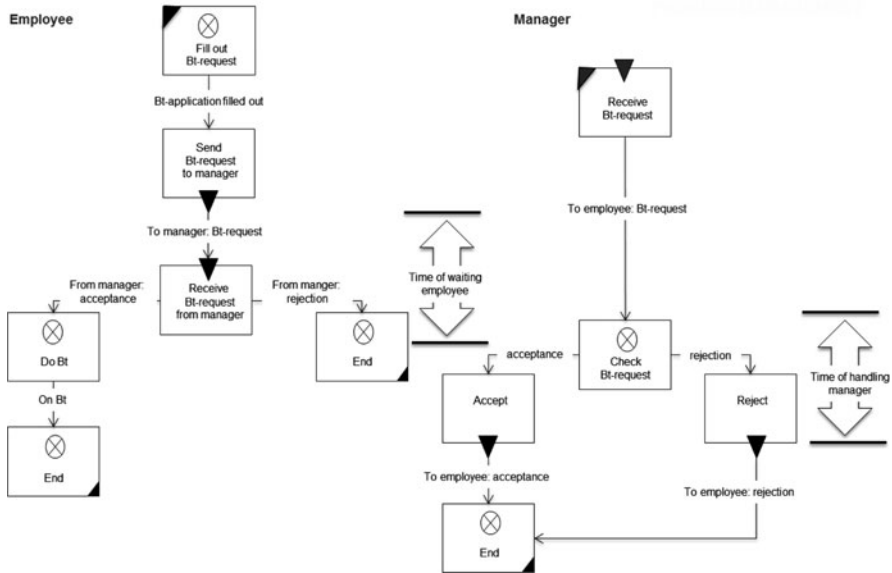 Employee
Fill out
Bt-request
Bt-application filled out
Send
Bt-request
to manager
To manager: Bt-request
From manager:
acceptance
Receive
Bt-request
from manager
From manger:
rejection
Do Bt
On Bt
End
End
Time of waiting
employee
Manager
Receive
Bt-request
To employee: Bt-request
acceptance
Check
Bt-request
rejection
Accept
Reject
Time of handling
manager
To employee: acceptance
To employee: rejection
End